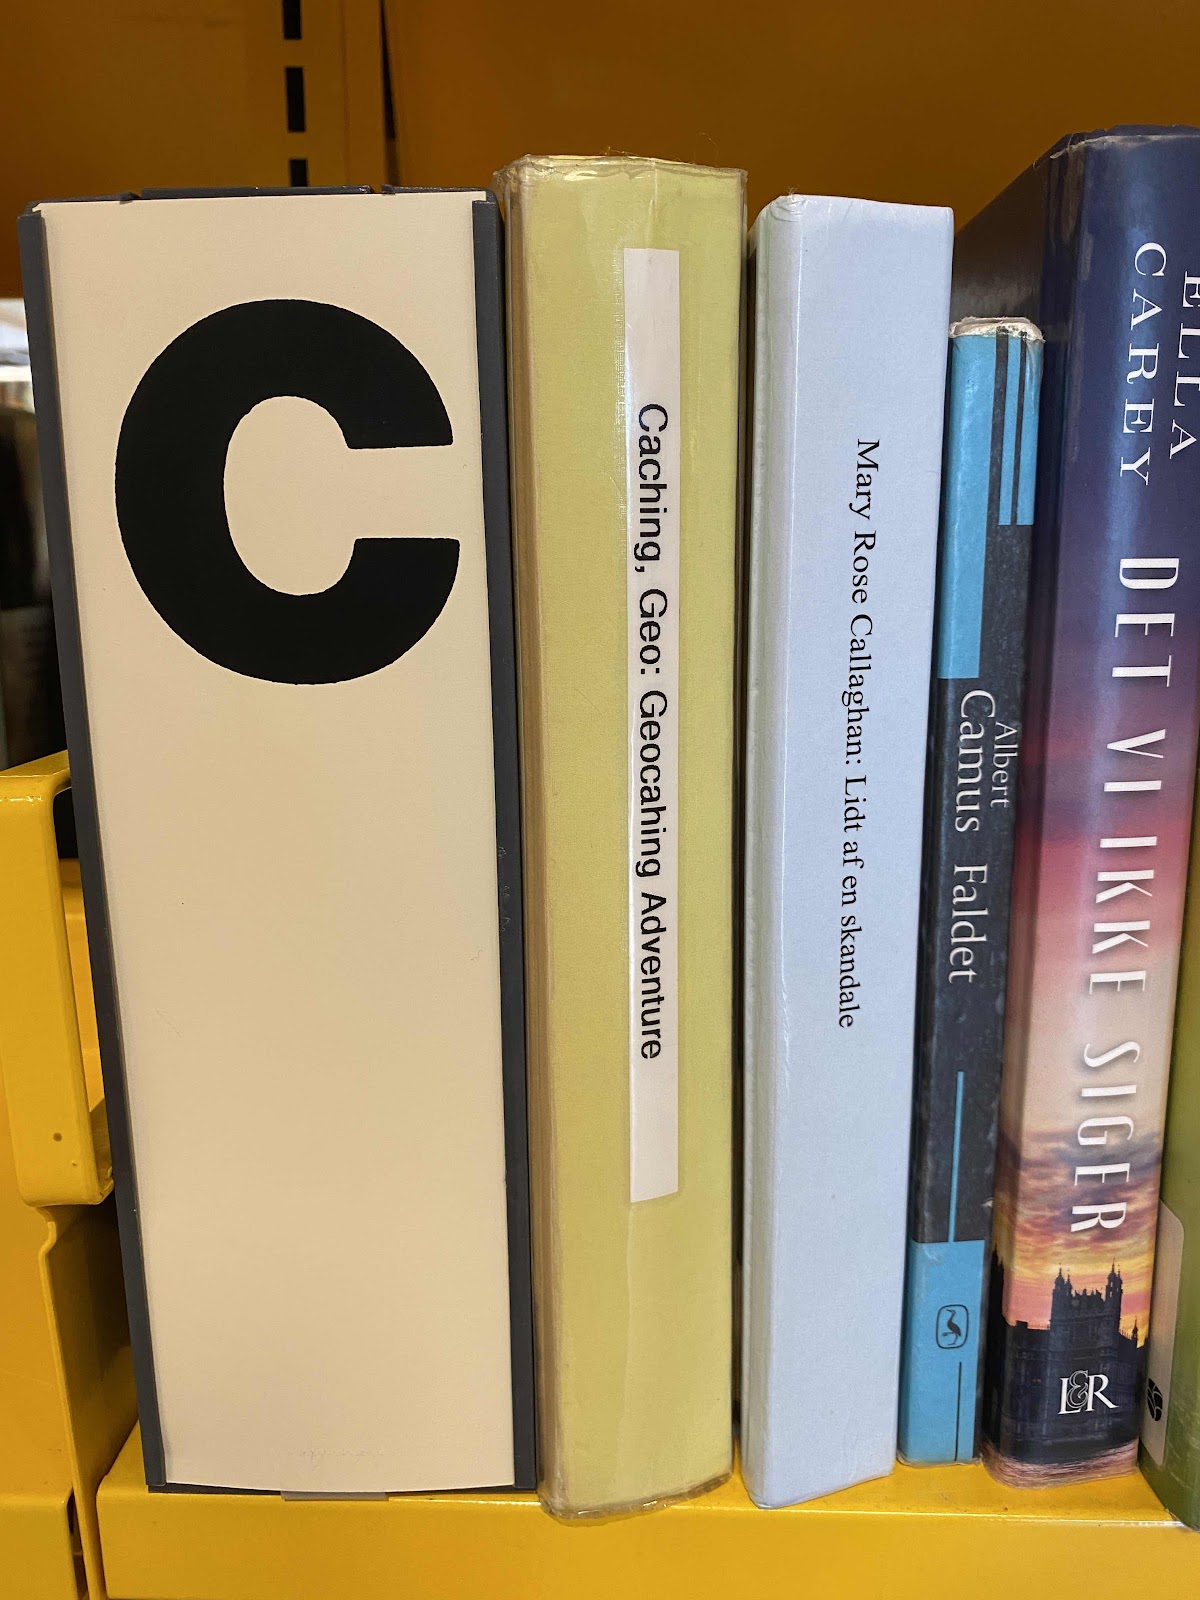 C
Caching, Geo: Geocahing Adventure
Mary Rose Callaghan: Lidt af en skandale
Albert
Camus Faldet
ELLA
CAREY
DET VI IKKE SIGER
L&R